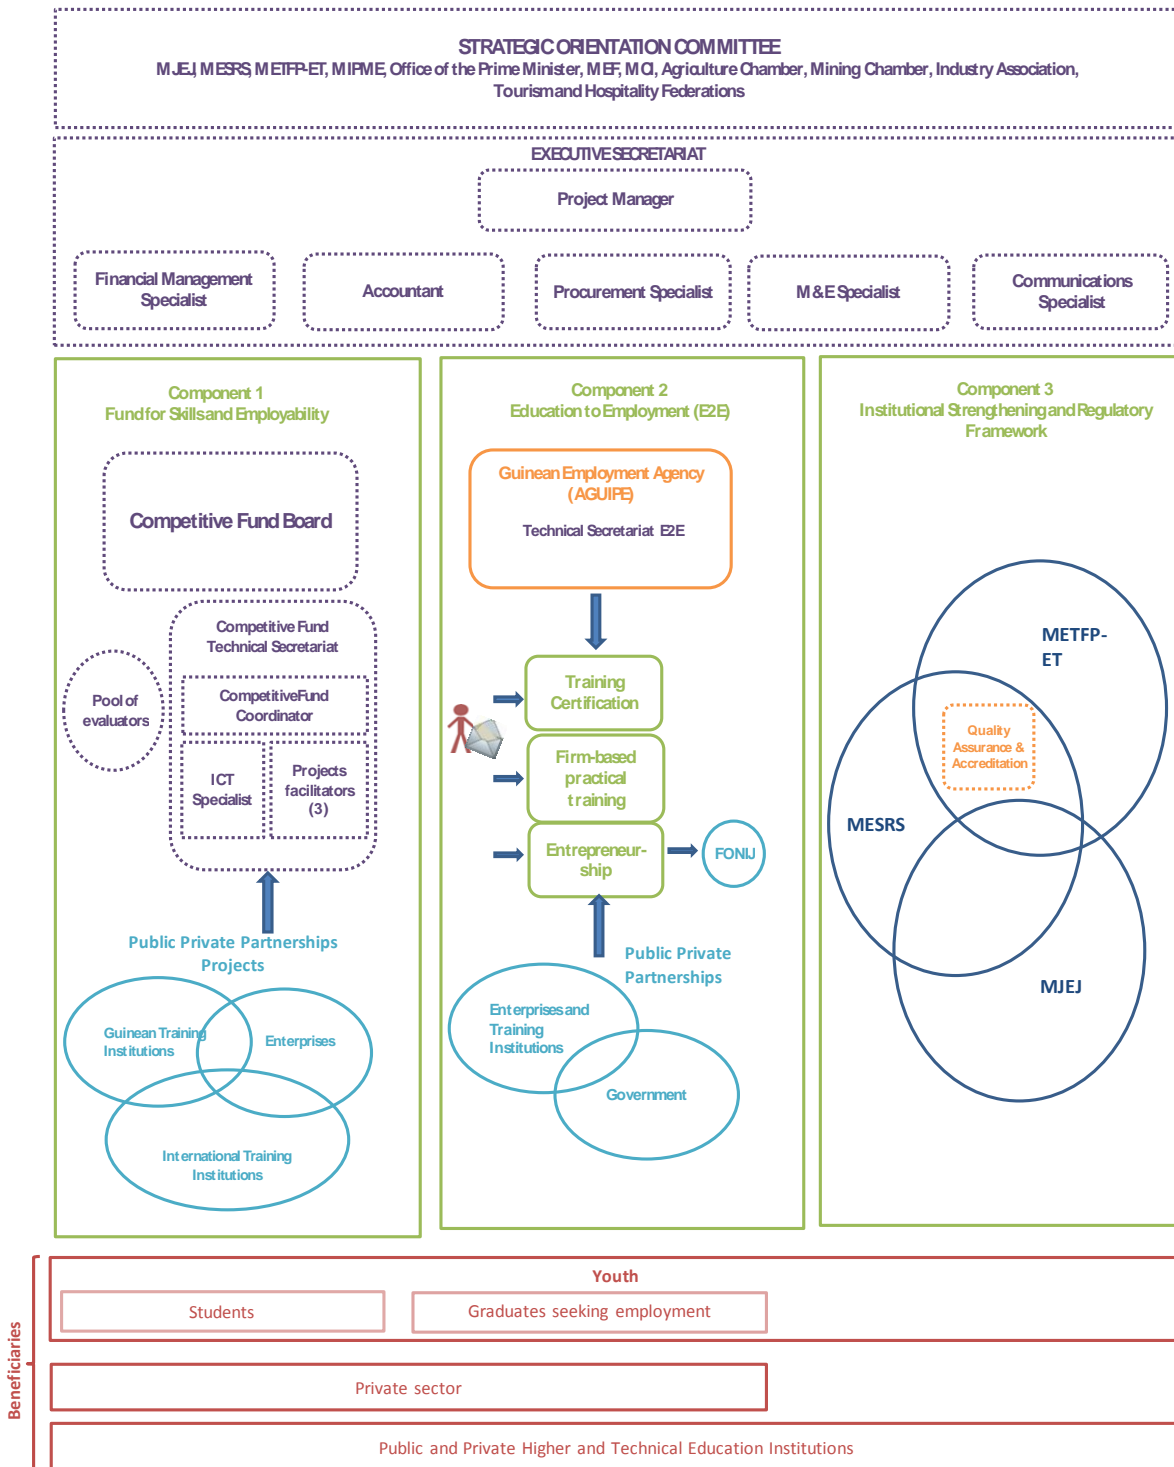 STRATEGIC ORIENTATION COMMITTEE
MJEJ, MESRS, METFP-ET, MIPME, Office of the Prime Minister, MEF, MCI, Agriculture Chamber, Mining Chamber, Industry Association,
Tourism and Hospitality Federations
EXECUTIVE SECRETARIAT
Project Manager
Financial Management
Specialist
Accountant
Procurement Specialist
M & E Specialist
Communications
Specialist
Component 1
Fund for Skills and Employability
Competitive Fund Board
Competitive Fund
Technical Secretariat
Pool of
evaluators
Competitive Fund
Coordinator
ICT
Specialist
Projects
facilitators
(3)
Public Private Partnerships
Projects
Guinean Training
Institutions
Enterprises
International Training
Institutions
Component 2
Education to Employment (E2E)
Guinean Employment Agency
(AGUIPE)
Technical Secretariat E2E
Training
Certification
Firm-based
practical
training
Entrepreneur-
ship
FONIJ
Public Private
Partnerships
Enterprises and
Training
Institutions
Government
Component 3
Institutional Strengthening and Regulatory
Framework
METFP-
ET
Quality
Assurance &
Accreditation
MESRS
MJEJ
Beneficiaries
Youth
Students
Graduates seeking employment
Private sector
Public and Private Higher and Technical Education Institutions